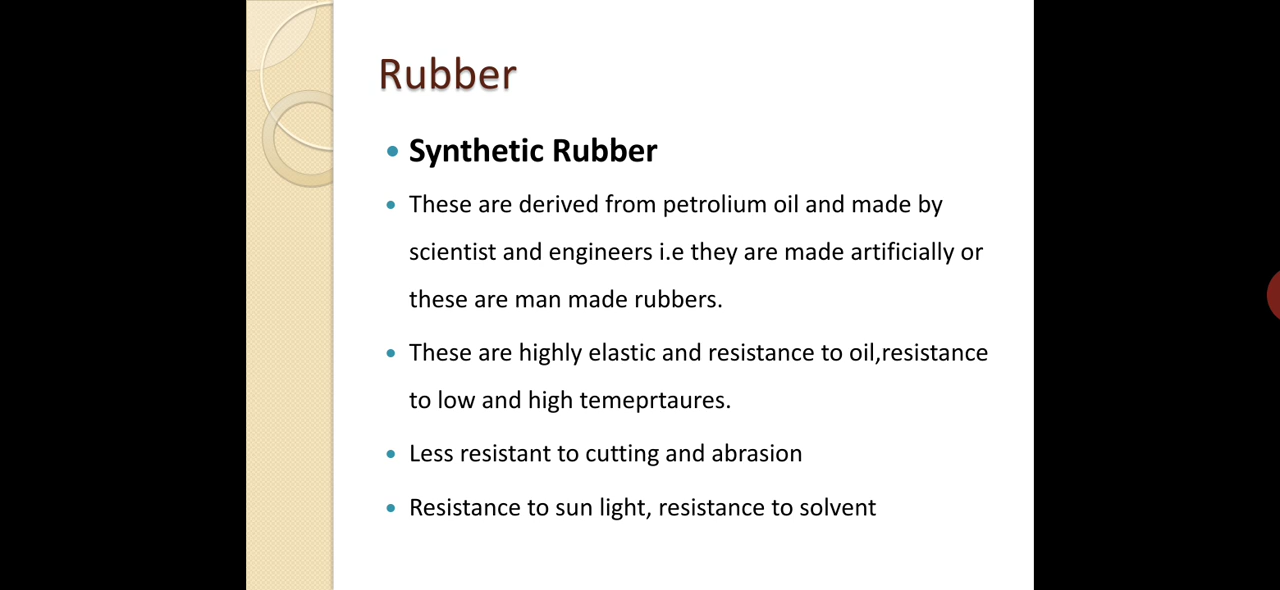 Rubber
• Synthetic Rubber
• These are derived from petrolium oil and made by
scientist and engineers i.e they are made artificially or
these are man made rubbers.
• These are highly elastic and resistance to oil,resistance
to low and high temeprtaures.
• Less resistant to cutting and abrasion
• Resistance to sun light, resistance to solvent